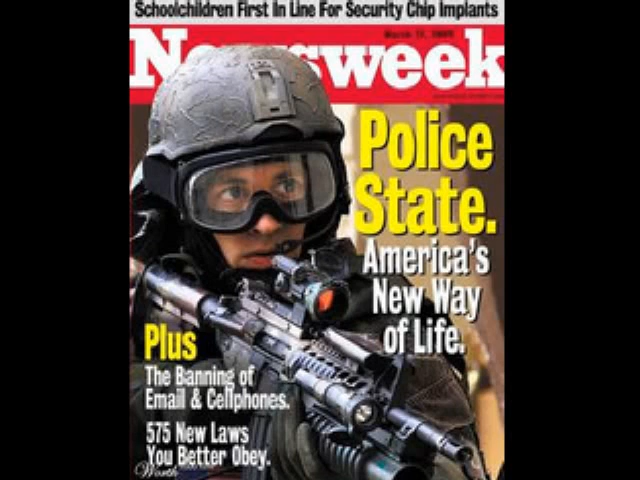 Schoolchildren First In Line For Security Chip Implants
Newsweek
Police
State.
America's
New Way
of Life.
Plus
The Banning of
Email & Cellphones.
575 New Laws
You Better Obey.
Worth